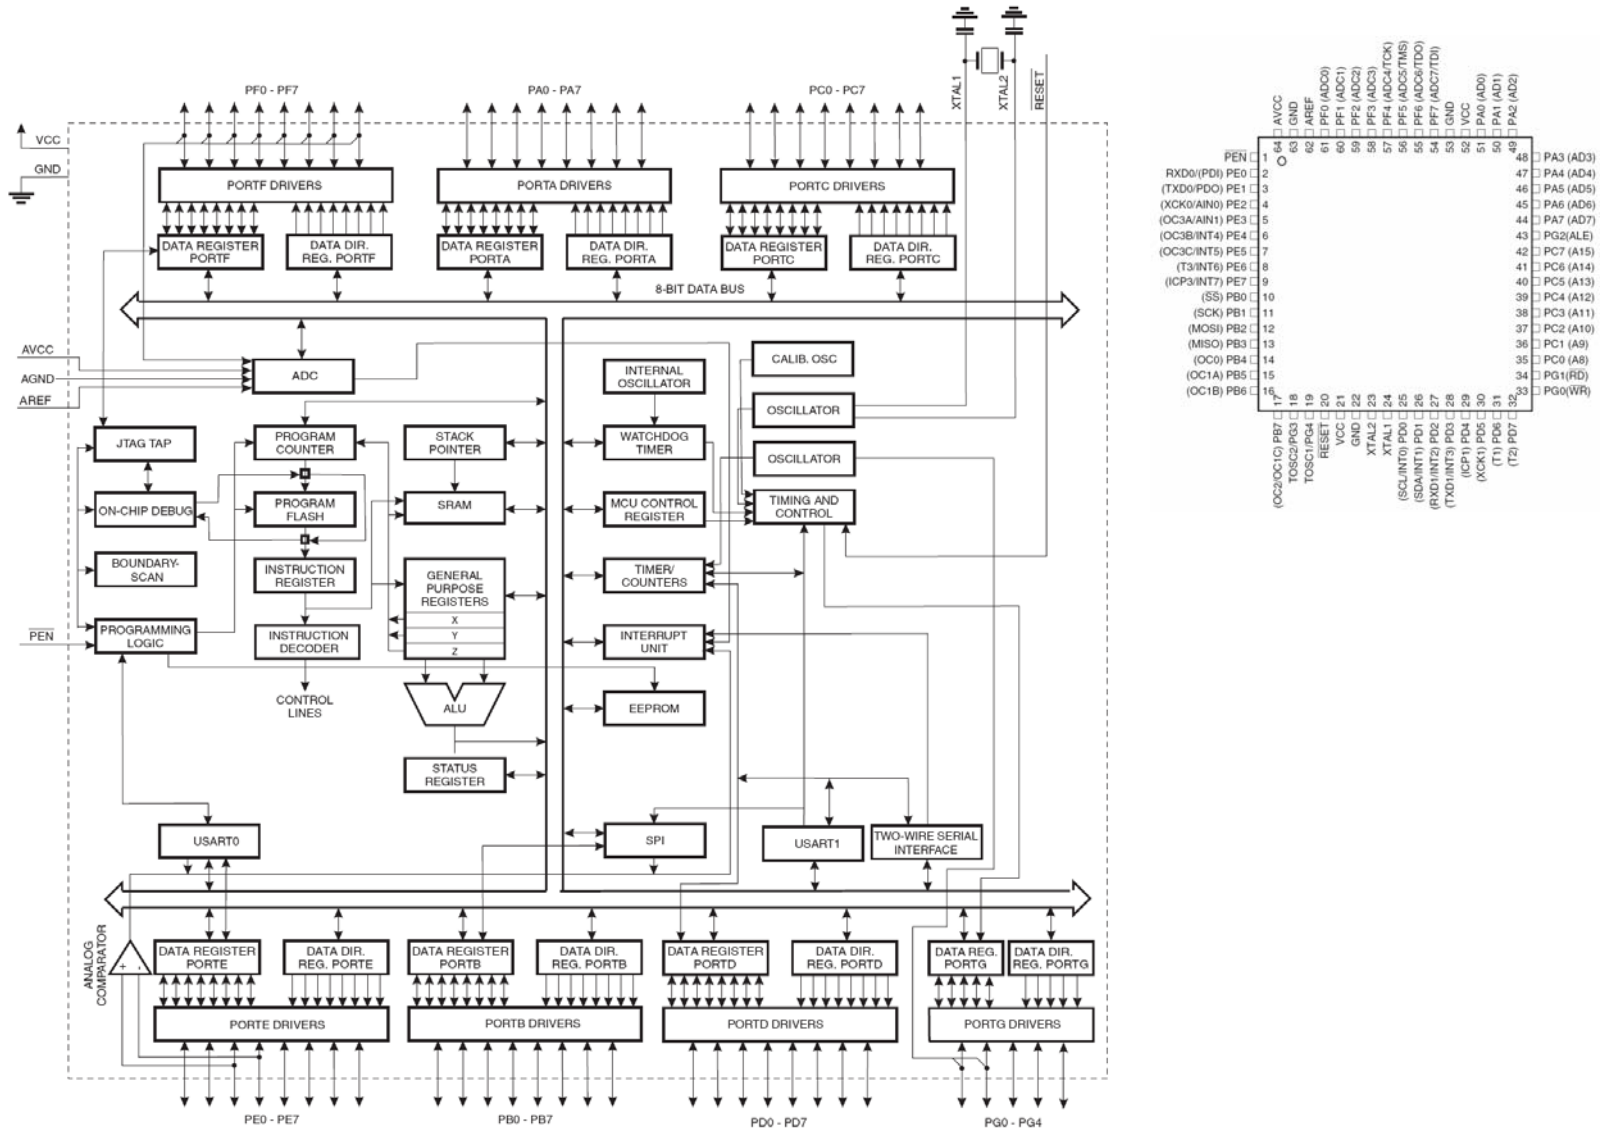 XTAL1
XTAL2
RESET
PF0 - PF7
PA0 - PA7
PC0 - PC7
VCC
GND
PORTF DRIVERS
PORTA DRIVERS
PORTC DRIVERS
DATA REGISTER
PORTF
DATA DIR.
REG. PORTF
DATA REGISTER
PORTA
DATA DIR.
REG. PORTA
DATA REGISTER
PORTC
DATA DIR.
REG. PORTC
8-BIT DATA BUS
AVCC
AGND
AREF
ADC
INTERNAL
OSCILLATOR
CALIB. OSC
OSCILLATOR
JTAG TAP
PROGRAM
COUNTER
STACK
POINTER
WATCHDOG
TIMER
OSCILLATOR
ON-CHIP DEBUG
PROGRAM
FLASH
SRAM
MCU CONTROL
REGISTER
TIMING AND
CONTROL
BOUNDARY-
SCAN
INSTRUCTION
REGISTER
GENERAL
PURPOSE
REGISTERS
X
Y
Z
TIMER/
COUNTERS
PEN
PROGRAMMING
LOGIC
INSTRUCTION
DECODER
INTERRUPT
UNIT
CONTROL
LINES
ALU
EEPROM
STATUS
REGISTER
USART0
SPI
USART1
TWO-WIRE SERIAL
INTERFACE
ANALOG
COMPARATOR
+
-
DATA REGISTER
PORTE
DATA DIR.
REG. PORTE
DATA REGISTER
PORTB
DATA DIR.
REG. PORTB
DATA REGISTER
PORTD
DATA DIR.
REG. PORTD
DATA REG.
PORTG
DATA DIR.
REG. PORTG
PORTE DRIVERS
PORTB DRIVERS
PORTD DRIVERS
PORTG DRIVERS
PE0 - PE7
PB0 - PB7
PD0 - PD7
PG0 - PG4
AVCC 64
GND 63
AREF 62
PF0 (ADC0) 61
PF1 (ADC1) 60
PF2 (ADC2) 59
PF3 (ADC3) 58
PF4 (ADC4/TCK) 57
PF5 (ADC5/TMS) 56
PF6 (ADC6/TDO) 55
PF7 (ADC7/TDI) 54
GND 53
VCC 52
PA0 (AD0) 51
PA1 (AD1) 50
PA2 (AD2) 49
PEN 1
RXD0/(PDI) PE0 2
(TXD0/PDO) PE1 3
(XCK0/AIN0) PE2 4
(OC3A/AIN1) PE3 5
(OC3B/INT4) PE4 6
(OC3C/INT5) PE5 7
(T3/INT6) PE6 8
(ICP3/INT7) PE7 9
(SS) PB0 10
(SCK) PB1 11
(MOSI) PB2 12
(MISO) PB3 13
(OC0) PB4 14
(OC1A) PB5 15
(OC1B) PB6 16
48 PA3 (AD3)
47 PA4 (AD4)
46 PA5 (AD5)
45 PA6 (AD6)
44 PA7 (AD7)
43 PG2(ALE)
42 PC7 (A15)
41 PC6 (A14)
40 PC5 (A13)
39 PC4 (A12)
38 PC3 (A11)
37 PC2 (A10)
36 PC1 (A9)
35 PC0 (A8)
34 PG1(RD)
33 PG0(WR)
(OC2/OC1C) PB7 17
TOSC2/PG3 18
TOSC1/PG4 19
RESET 20
VCC 21
GND 22
XTAL2 23
XTAL1 24
(SCL/INT0) PD0 25
(SDA/INT1) PD1 26
(RXD1/INT2) PD2 27
(TXD1/INT3) PD3 28
(ICP1) PD4 29
(XCK1) PD5 30
(T1) PD6 31
(T2) PD7 32